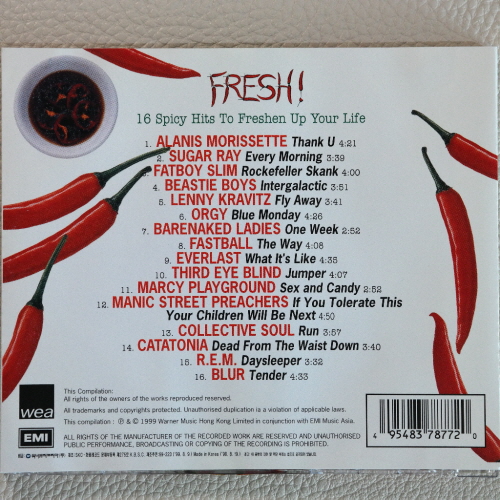 FRESH!
16 Spicy Hits To Freshen Up Your Life
1. ALANIS MORISSETTE Thank U 4:21
2. SUGAR RAY Every Morning 3:39
3. FATBOY SLIM Rockefeller Skank 4:00
4. BEASTIE BOYS Intergalactic 3:51
5. LENNY KRAVITZ Fly Away 3:41
6. ORGY Blue Monday 4:26
7. BARENAKED LADIES One Week 2:52
8. FASTBALL The Way 4:08
9. EVERLAST What It's Like 4:35
10. THIRD EYE BLIND Jumper 4:07
11. MARCY PLAYGROUND Sex and Candy 2:52
12. MANIC STREET PREACHERS If You Tolerate This
Your Children Will Be Next 4:50
13. COLLECTIVE SOUL Run 3:57
14. CATATONIA Dead From The Waist Down 3:40
15. R.E.M. Daysleeper 3:32
16. BLUR Tender 4:33
wea
EMI
This Compilation:
All rights of the owners of the works reproduced reserved.
All trademarks and copyrights protected. Unauthorised duplication is a violation of applicable laws.
This compilation : ℗ & © 1999 Warner Music Hong Kong Limited in conjunction with EMI Music Asia.
ALL RIGHTS OF THE MANUFACTURER OF THE RECORDED WORK ARE RESERVED AND UNAUTHORISED
PUBLIC PERFORMANCE, BROADCASTING OR COPYING OF THE RECORDING IS PROHIBITED.
Made in Korea
4 95483 78772 0